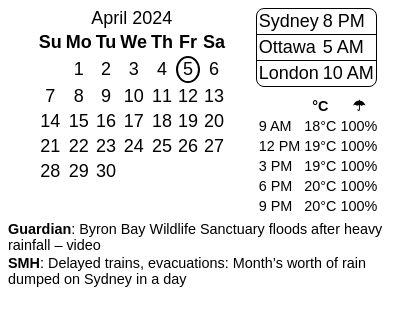 April 2024
Su Mo Tu We Th Fr Sa
1 2 3 4 5 6
7 8 9 10 11 12 13
14 15 16 17 18 19 20
21 22 23 24 25 26 27
28 29 30
Sydney 8 PM
Ottawa 5 AM
London 10 AM
°C ☂
9 AM 18°C 100%
12 PM 19°C 100%
3 PM 19°C 100%
6 PM 20°C 100%
9 PM 20°C 100%
Guardian: Byron Bay Wildlife Sanctuary floods after heavy
rainfall – video
SMH: Delayed trains, evacuations: Month’s worth of rain
dumped on Sydney in a day